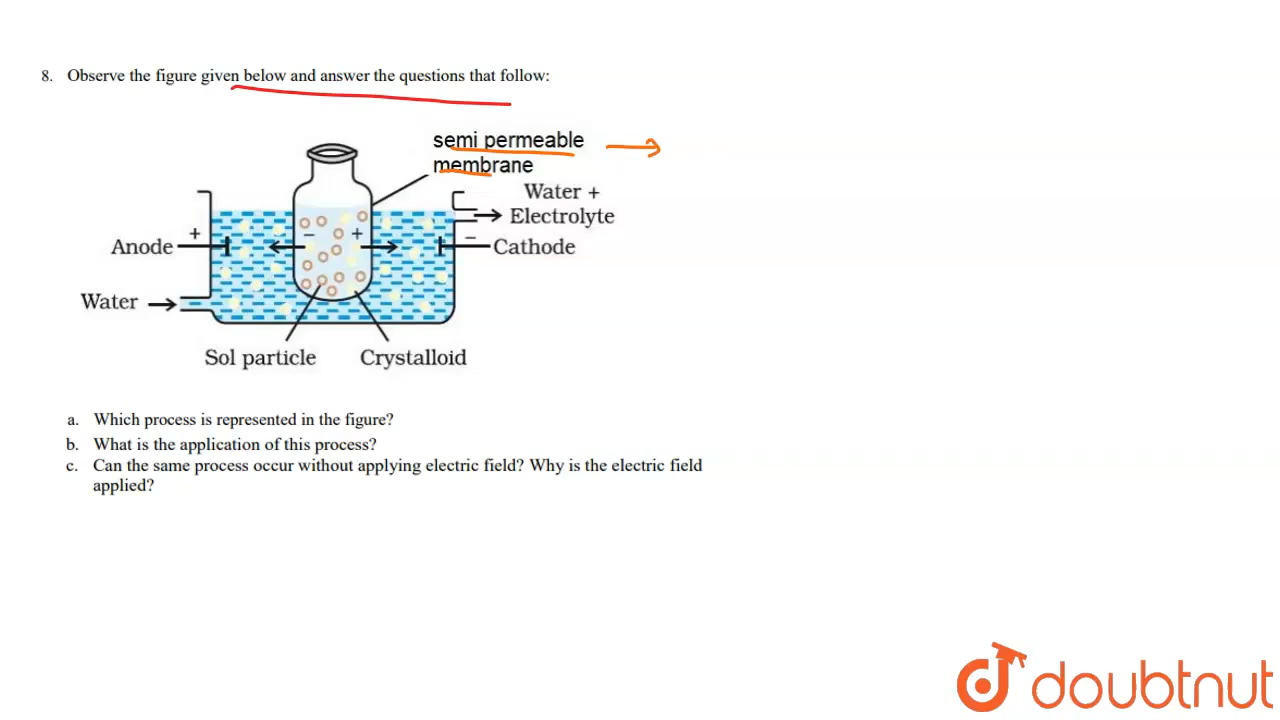 8. Observe the figure given below and answer the questions that follow:
semi permeable
membrane
Water +
Electrolyte
+
− +
−
Anode
Cathode
Water
Sol particle
Crystalloid
a. Which process is represented in the figure?
b. What is the application of this process?
c. Can the same process occur without applying electric field? Why is the electric field
applied?
doubtnut